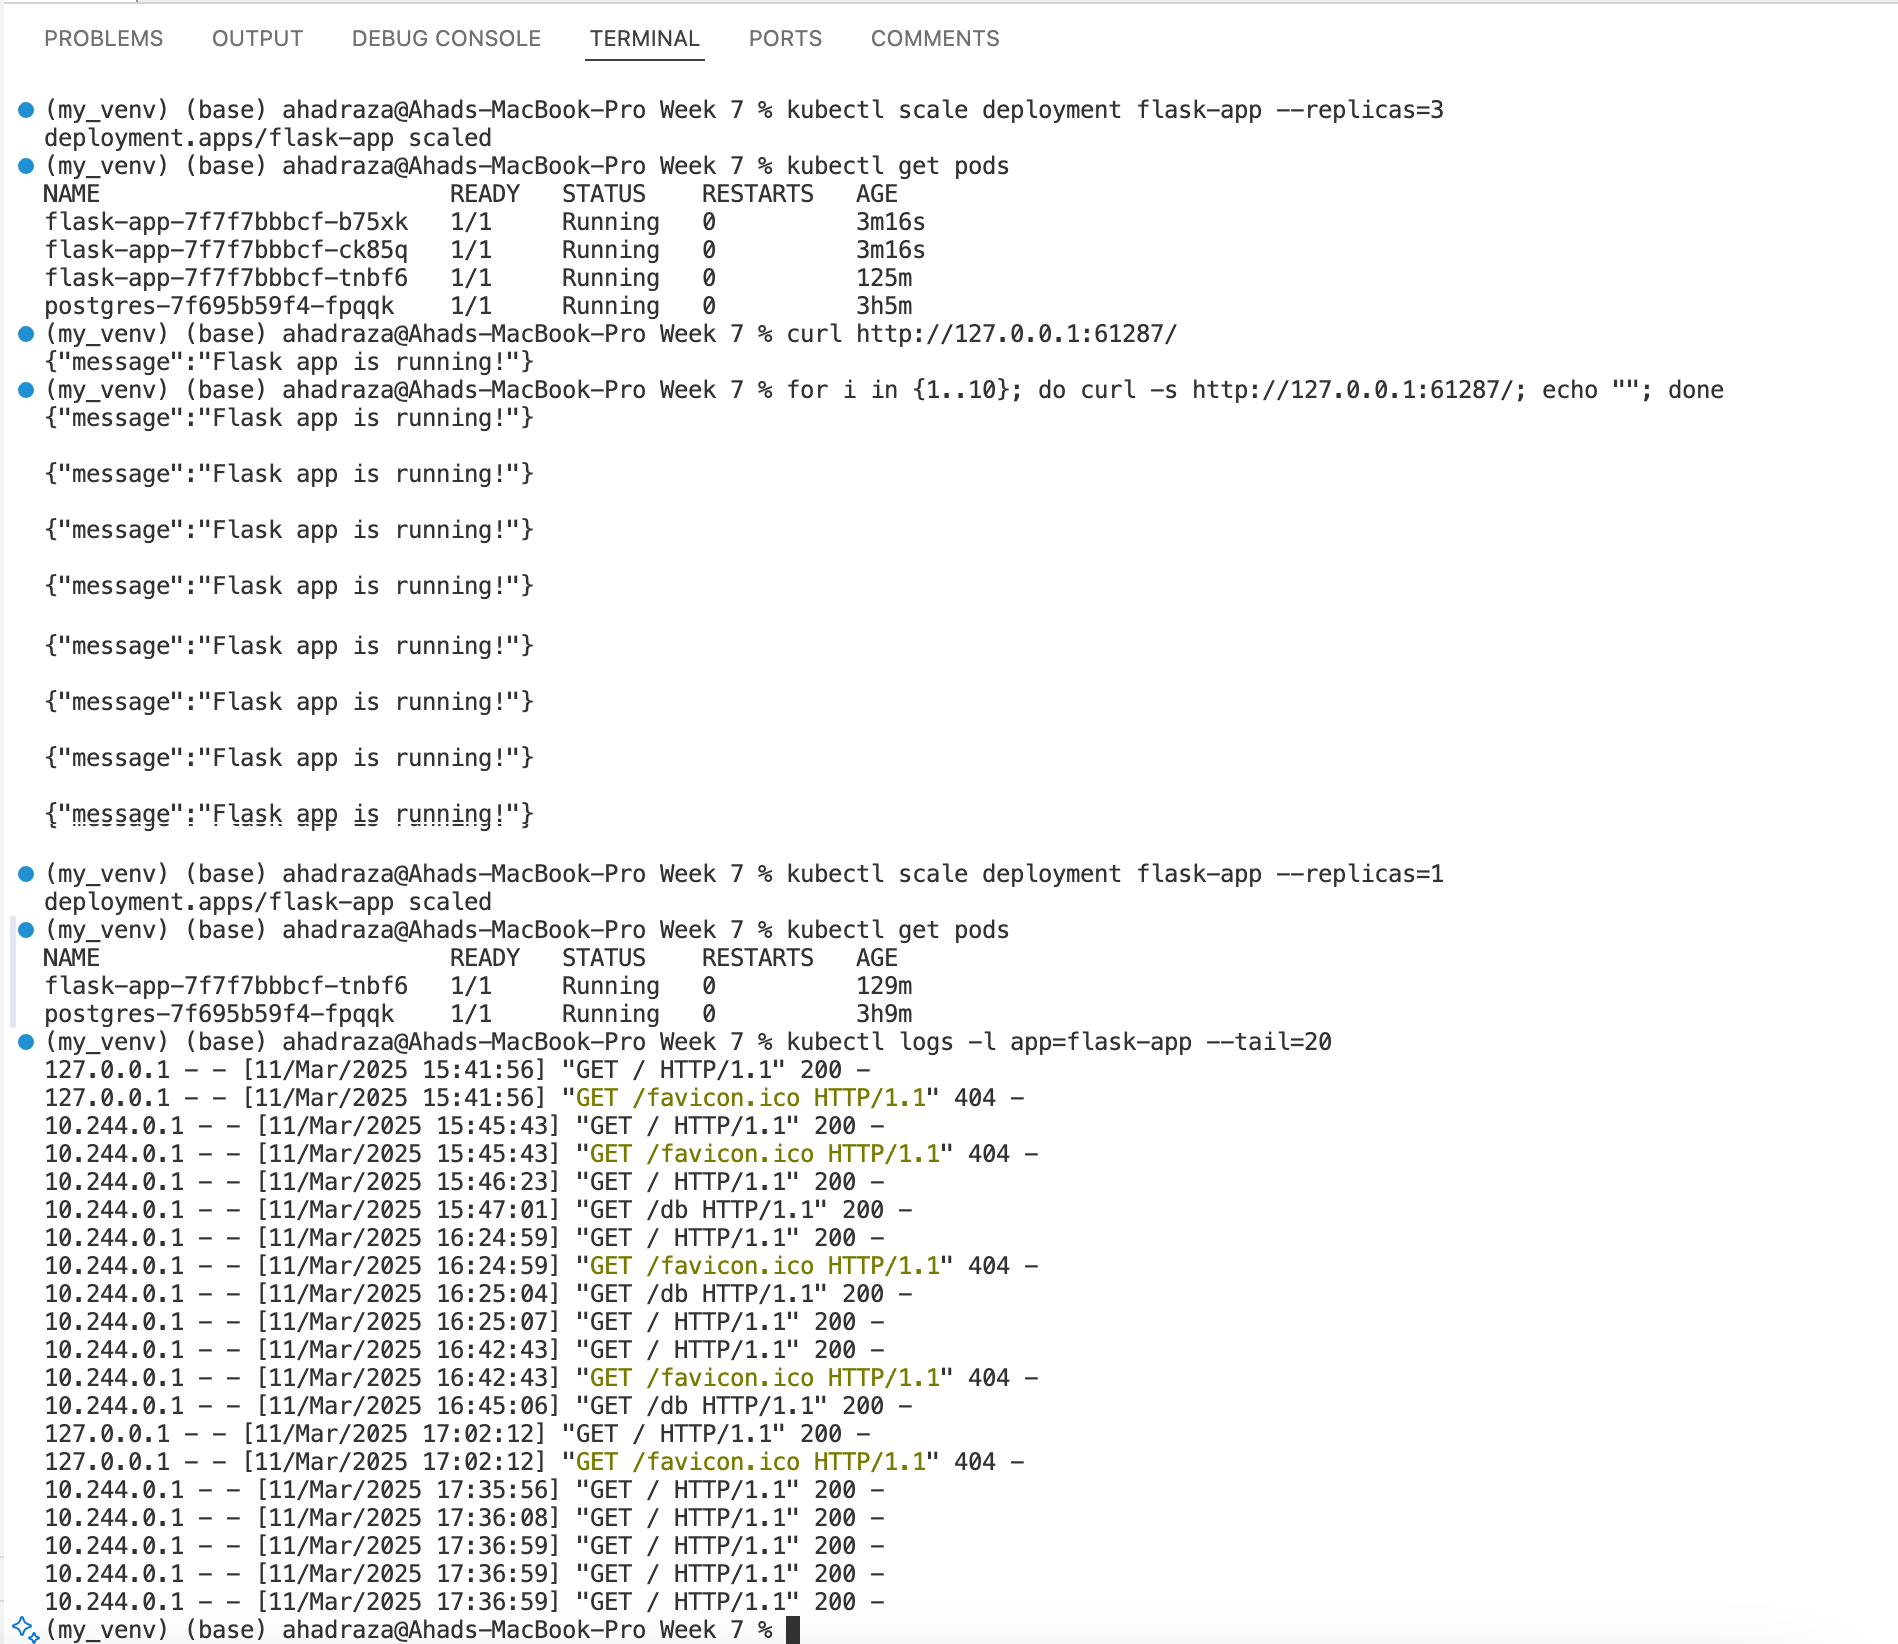 PROBLEMS OUTPUT DEBUG CONSOLE TERMINAL PORTS COMMENTS
(my_venv) (base) ahadraza@Ahads-MacBook-Pro Week 7 % kubectl scale deployment flask-app --replicas=3
deployment.apps/flask-app scaled
(my_venv) (base) ahadraza@Ahads-MacBook-Pro Week 7 % kubectl get pods
NAME READY STATUS RESTARTS AGE
flask-app-7f7f7bbbcf-b75xk 1/1 Running 0 3m16s
flask-app-7f7f7bbbcf-ck85q 1/1 Running 0 3m16s
flask-app-7f7f7bbbcf-tnbf6 1/1 Running 0 125m
postgres-7f695b59f4-fpqqk 1/1 Running 0 3h5m
(my_venv) (base) ahadraza@Ahads-MacBook-Pro Week 7 % curl http://127.0.0.1:61287/
{"message":"Flask app is running!"}
(my_venv) (base) ahadraza@Ahads-MacBook-Pro Week 7 % for i in {1..10}; do curl -s http://127.0.0.1:61287/; echo ""; done
{"message":"Flask app is running!"}
{"message":"Flask app is running!"}
{"message":"Flask app is running!"}
{"message":"Flask app is running!"}
{"message":"Flask app is running!"}
{"message":"Flask app is running!"}
{"message":"Flask app is running!"}
{"message":"Flask app is running!"}
(my_venv) (base) ahadraza@Ahads-MacBook-Pro Week 7 % kubectl scale deployment flask-app --replicas=1
deployment.apps/flask-app scaled
(my_venv) (base) ahadraza@Ahads-MacBook-Pro Week 7 % kubectl get pods
NAME READY STATUS RESTARTS AGE
flask-app-7f7f7bbbcf-tnbf6 1/1 Running 0 129m
postgres-7f695b59f4-fpqqk 1/1 Running 0 3h9m
(my_venv) (base) ahadraza@Ahads-MacBook-Pro Week 7 % kubectl logs -l app=flask-app --tail=20
127.0.0.1 - - [11/Mar/2025 15:41:56] "GET / HTTP/1.1" 200 -
127.0.0.1 - - [11/Mar/2025 15:41:56] "GET /favicon.ico HTTP/1.1" 404 -
10.244.0.1 - - [11/Mar/2025 15:45:43] "GET / HTTP/1.1" 200 -
10.244.0.1 - - [11/Mar/2025 15:45:43] "GET /favicon.ico HTTP/1.1" 404 -
10.244.0.1 - - [11/Mar/2025 15:46:23] "GET / HTTP/1.1" 200 -
10.244.0.1 - - [11/Mar/2025 15:47:01] "GET /db HTTP/1.1" 200 -
10.244.0.1 - - [11/Mar/2025 16:24:59] "GET / HTTP/1.1" 200 -
10.244.0.1 - - [11/Mar/2025 16:24:59] "GET /favicon.ico HTTP/1.1" 404 -
10.244.0.1 - - [11/Mar/2025 16:25:04] "GET /db HTTP/1.1" 200 -
10.244.0.1 - - [11/Mar/2025 16:25:07] "GET / HTTP/1.1" 200 -
10.244.0.1 - - [11/Mar/2025 16:42:43] "GET / HTTP/1.1" 200 -
10.244.0.1 - - [11/Mar/2025 16:42:43] "GET /favicon.ico HTTP/1.1" 404 -
10.244.0.1 - - [11/Mar/2025 16:45:06] "GET /db HTTP/1.1" 200 -
127.0.0.1 - - [11/Mar/2025 17:02:12] "GET / HTTP/1.1" 200 -
127.0.0.1 - - [11/Mar/2025 17:02:12] "GET /favicon.ico HTTP/1.1" 404 -
10.244.0.1 - - [11/Mar/2025 17:35:56] "GET / HTTP/1.1" 200 -
10.244.0.1 - - [11/Mar/2025 17:36:08] "GET / HTTP/1.1" 200 -
10.244.0.1 - - [11/Mar/2025 17:36:59] "GET / HTTP/1.1" 200 -
10.244.0.1 - - [11/Mar/2025 17:36:59] "GET / HTTP/1.1" 200 -
10.244.0.1 - - [11/Mar/2025 17:36:59] "GET / HTTP/1.1" 200 -
(my_venv) (base) ahadraza@Ahads-MacBook-Pro Week 7 %